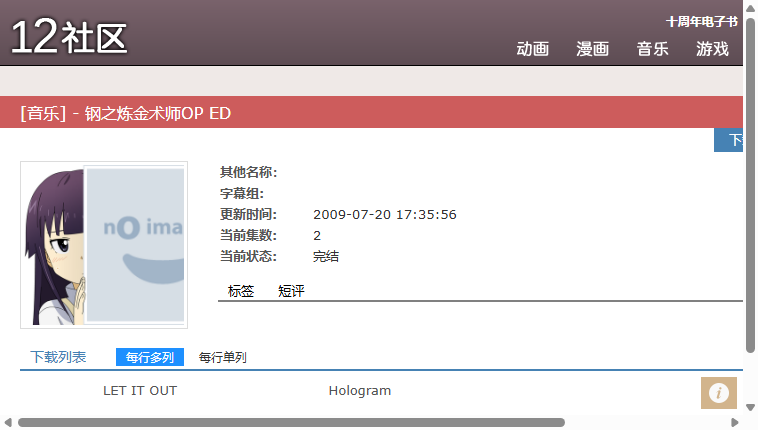 12社区
十周年电子书
动画 漫画 音乐 游戏
[音乐] - 钢之炼金术师OP ED
下
no ima
其他名称:
字幕组:
更新时间: 2009-07-20 17:35:56
当前集数: 2
当前状态: 完结
标签 短评
下载列表 每行多列 每行单列
LET IT OUT Hologram
i